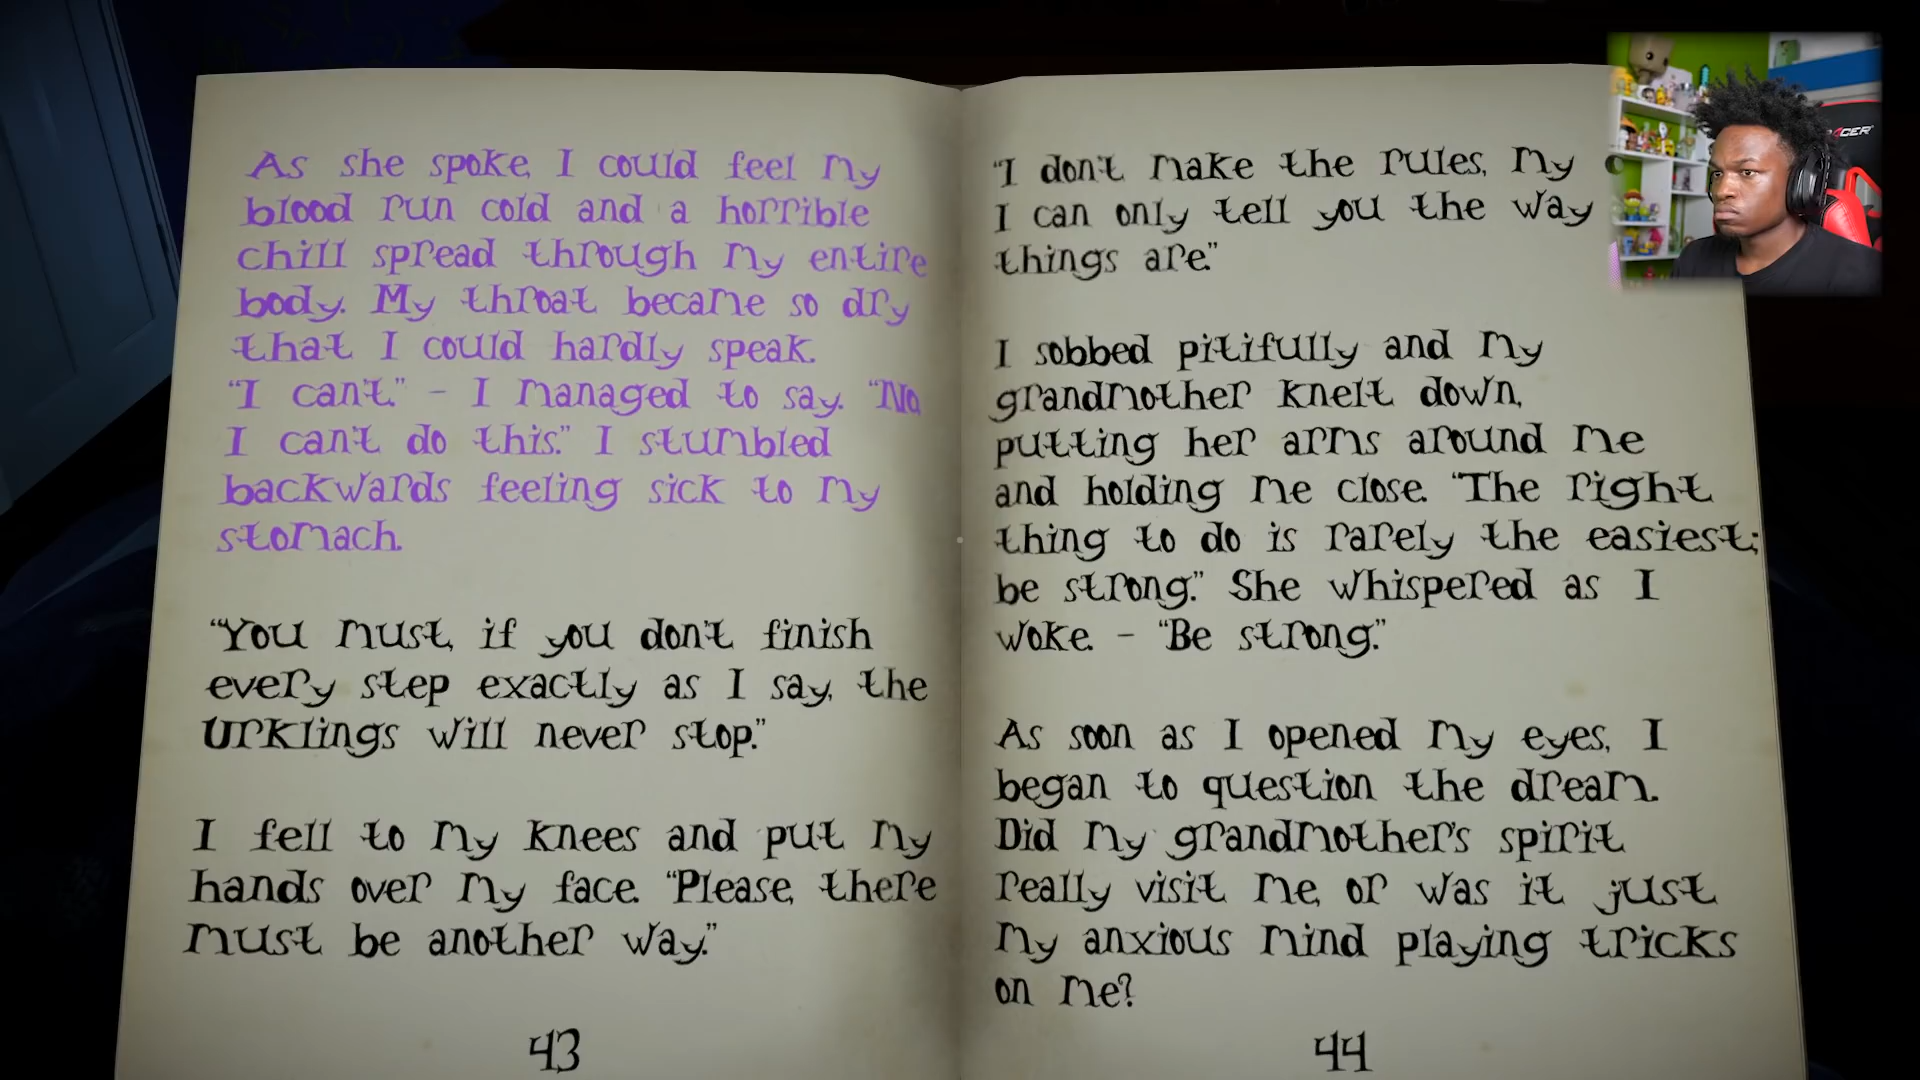 As she spoke, I could feel my
blood run cold and a horrible
chill spread through my entire
body. My throat became so dry
that I could hardly speak.
"I can't." - I managed to say. "No,
I can't do this." I stumbled
backwards feeling sick to my
stomach.
"You must, if you don't finish
every step exactly as I say, the
Urklings will never stop."
I fell to my knees and put my
hands over my face. "Please, there
must be another way."
43
"I don't make the rules, my
I can only tell you the way
things are."
I sobbed pitifully and my
grandmother knelt down,
putting her arms around me
and holding me close. "The right
thing to do is rarely the easiest;
be strong." She whispered as I
woke. - "Be strong."
As soon as I opened my eyes, I
began to question the dream.
Did my grandmother's spirit
really visit me, or was it just
my anxious mind playing tricks
on me?
44